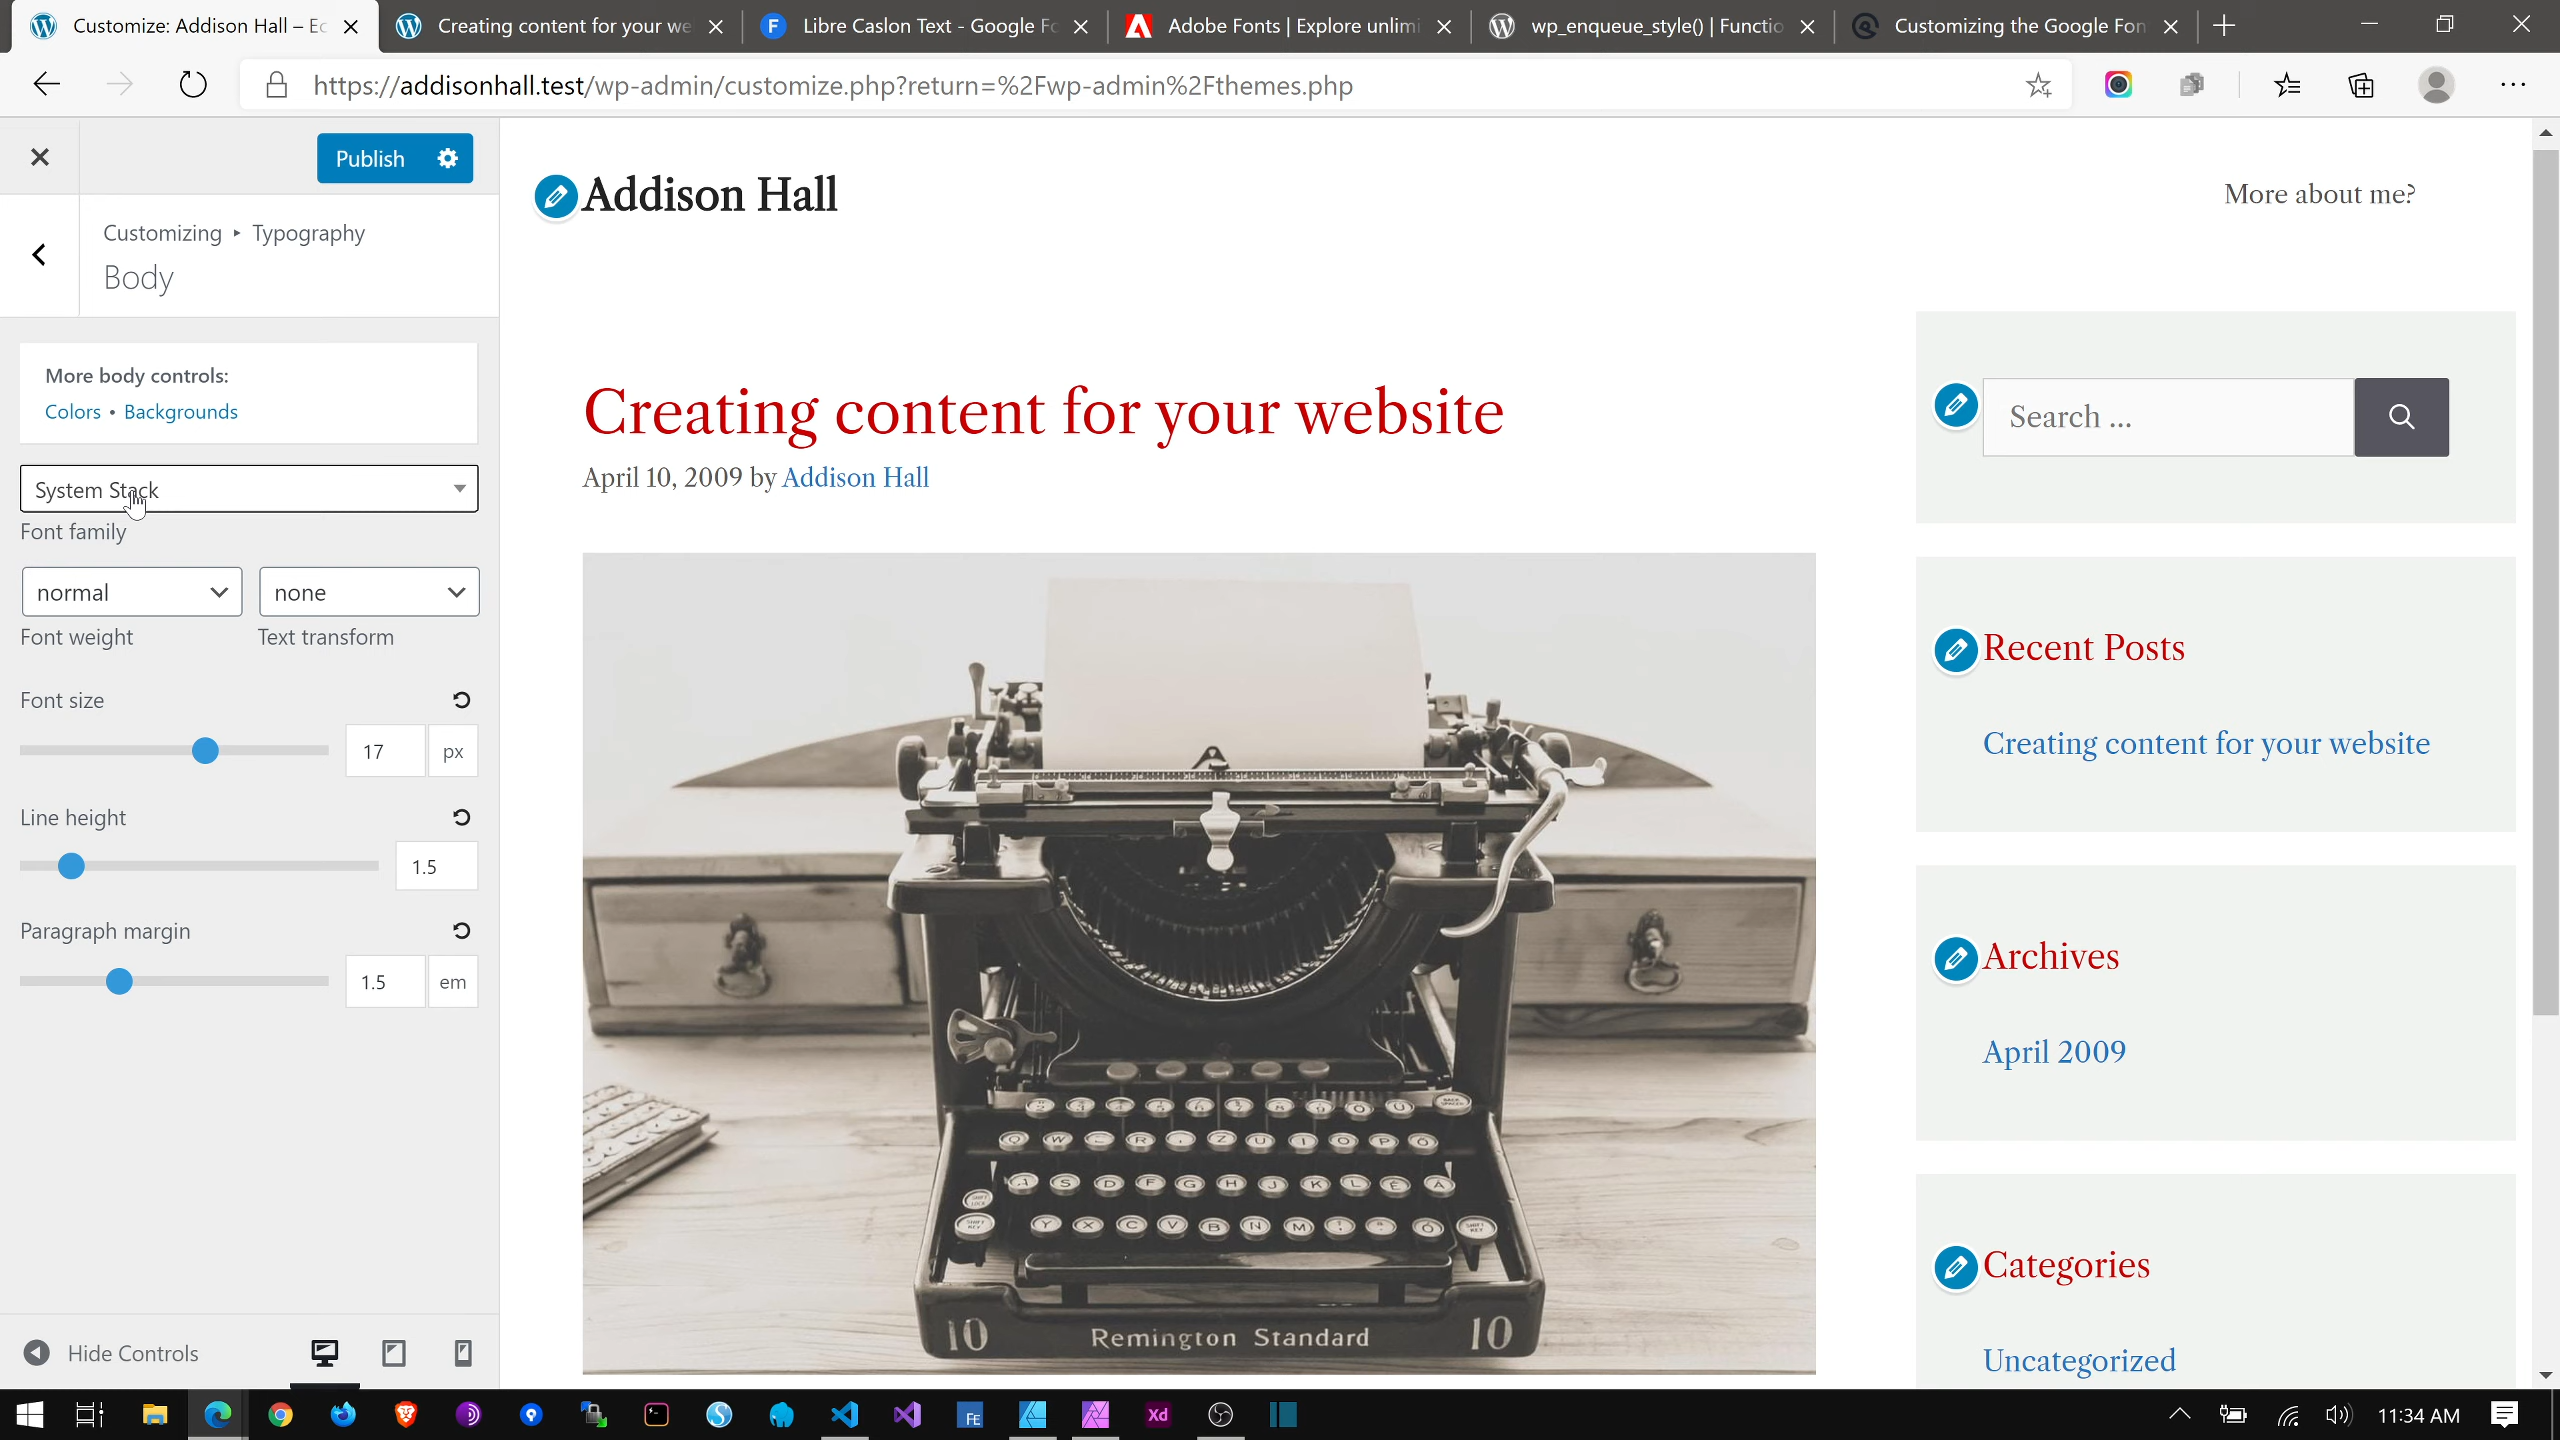 Customize: Addison Hall – Ec
Creating content for your we
Libre Caslon Text - Google Fo
Adobe Fonts | Explore unlimi
wp_enqueue_style() | Functio
Customizing the Google Fon
https://addisonhall.test/wp-admin/customize.php?return=%2Fwp-admin%2Fthemes.php
Publish
Customizing ▸ Typography
Body
More body controls:
Colors • Backgrounds
System Stack
Font family
normal
none
Font weight
Text transform
Font size
17
px
Line height
1.5
Paragraph margin
1.5
em
Hide Controls
Addison Hall
More about me?
Creating content for your website
April 10, 2009 by Addison Hall
10 Remington Standard 10
Search ...
Recent Posts
Creating content for your website
Archives
April 2009
Categories
Uncategorized
FE
Xd
11:34 AM